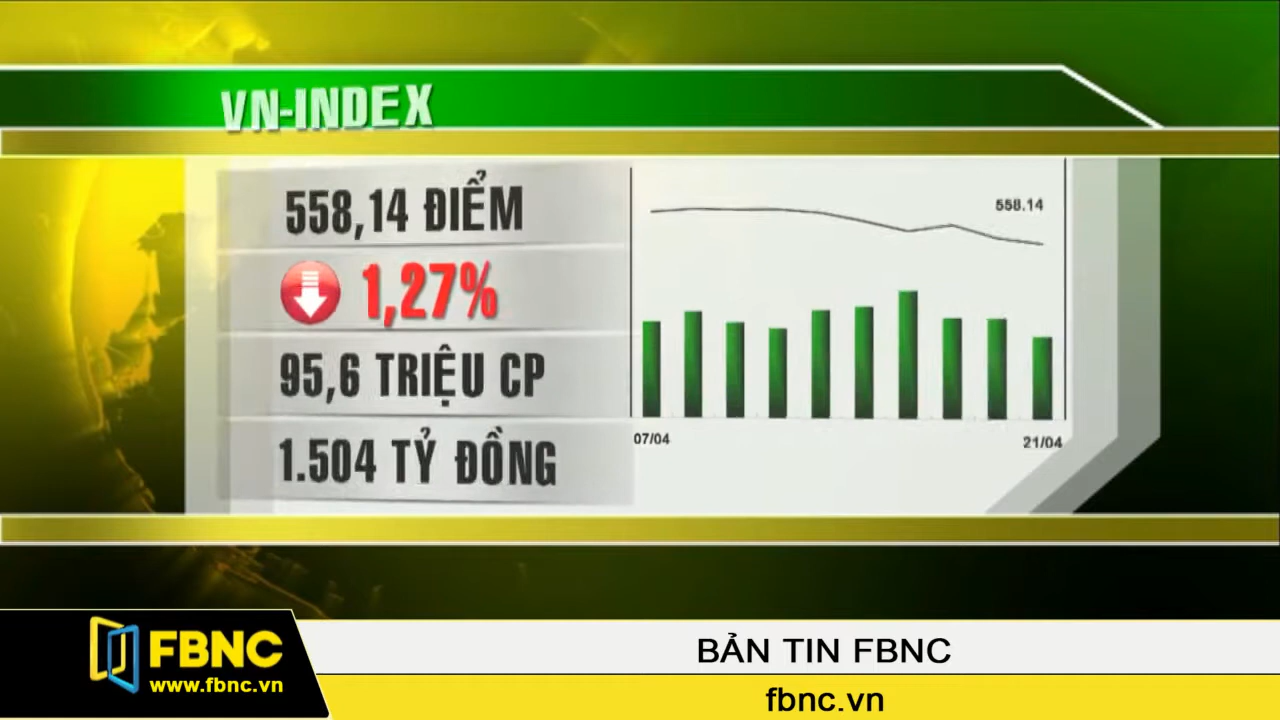 VN-INDEX
558,14 ĐIỂM
1,27%
95,6 TRIỆU CP
1.504 TỶ ĐỒNG
558.14
07/04
21/04
FBNC
www.fbnc.vn
BẢN TIN FBNC
fbnc.vn